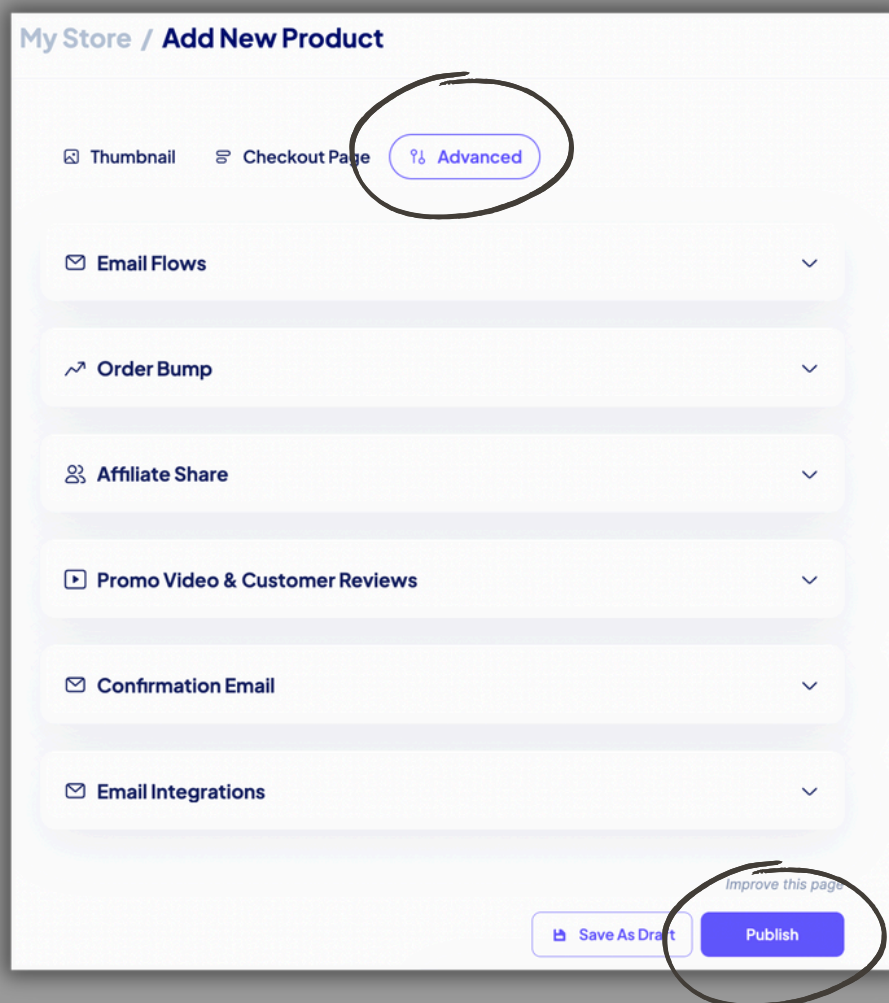 My Store / Add New Product
Thumbnail Checkout Page Advanced
Email Flows
Order Bump
Affiliate Share
Promo Video & Customer Reviews
Confirmation Email
Email Integrations
Improve this page
Save As Draft Publish